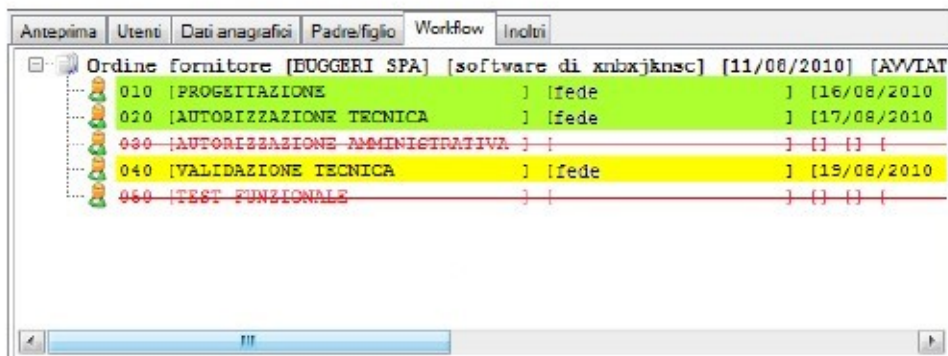 Anteprima Utenti Dati anagrafici Padre/figlio Workflow Inoltri
Ordine fornitore [BUGGERI SPA] [software di xnbxjknsc] [11/08/2010] [AVVIAT
010 [PROGETTAZIONE ] [fede ] [16/08/2010
020 [AUTORIZZAZIONE TECNICA ] [fede ] [17/08/2010
030 [AUTORIZZAZIONE AMMINISTRATIVA ] [ ] [] [] [
040 [VALIDAZIONE TECNICA ] [fede ] [19/08/2010
050 [TEST FUNZIONALE ] [ ] [] [] [